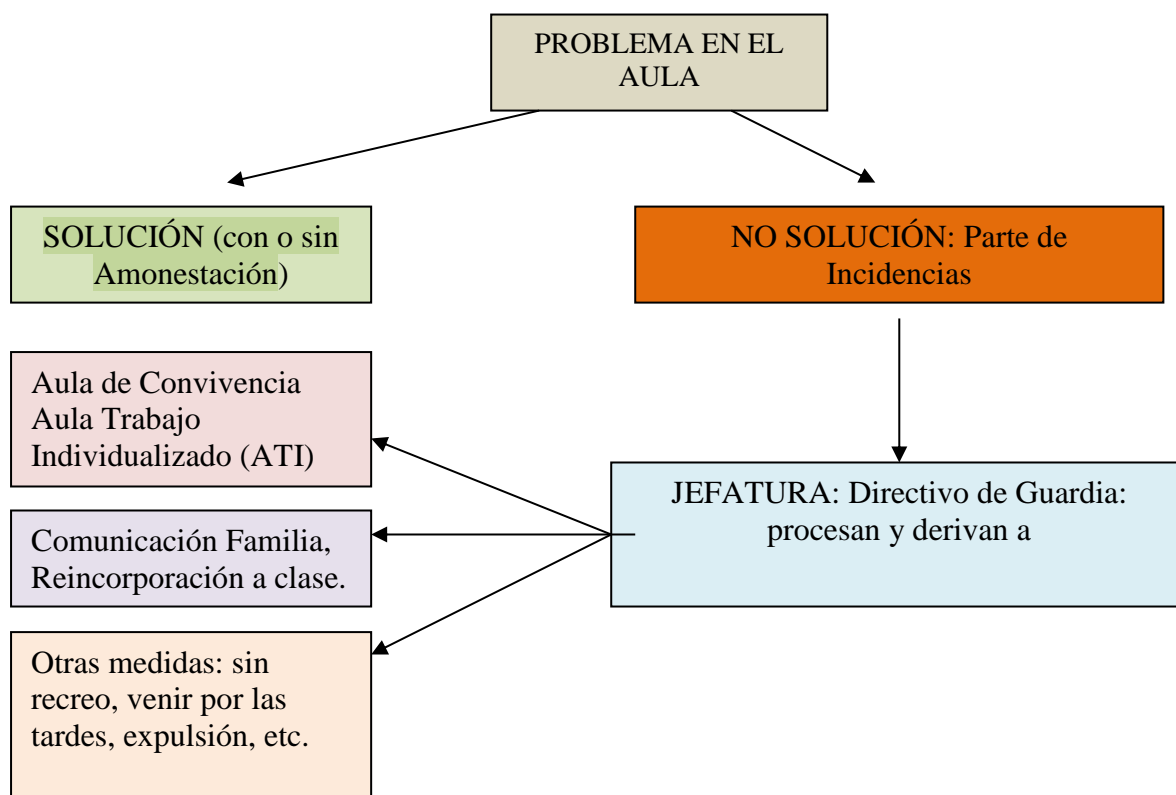 PROBLEMA EN EL
AULA
SOLUCIÓN (con o sin
Amonestación)
NO SOLUCIÓN: Parte de
Incidencias
Aula de Convivencia
Aula Trabajo
Individualizado (ATI)
JEFATURA: Directivo de Guardia:
procesan y derivan a
Comunicación Familia,
Reincorporación a clase.
Otras medidas: sin
recreo, venir por las
tardes, expulsión, etc.